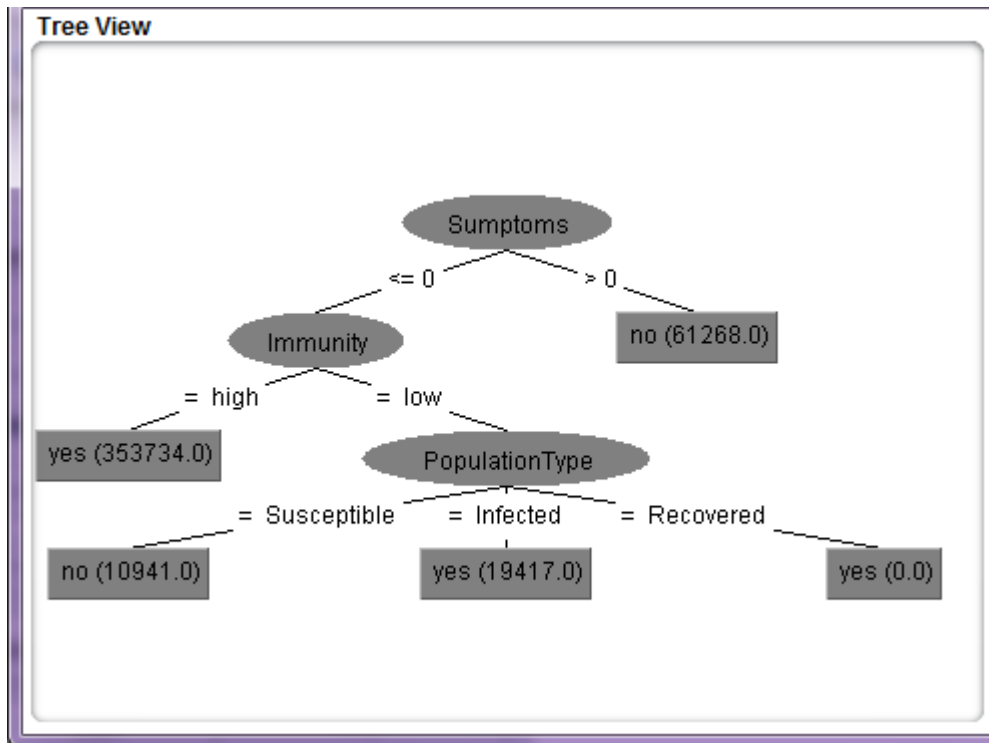 Tree View
Sumptoms
<= 0
> 0
Immunity
no (61268.0)
= high
= low
yes (353734.0)
PopulationType
= Susceptible
= Infected
= Recovered
no (10941.0)
yes (19417.0)
yes (0.0)